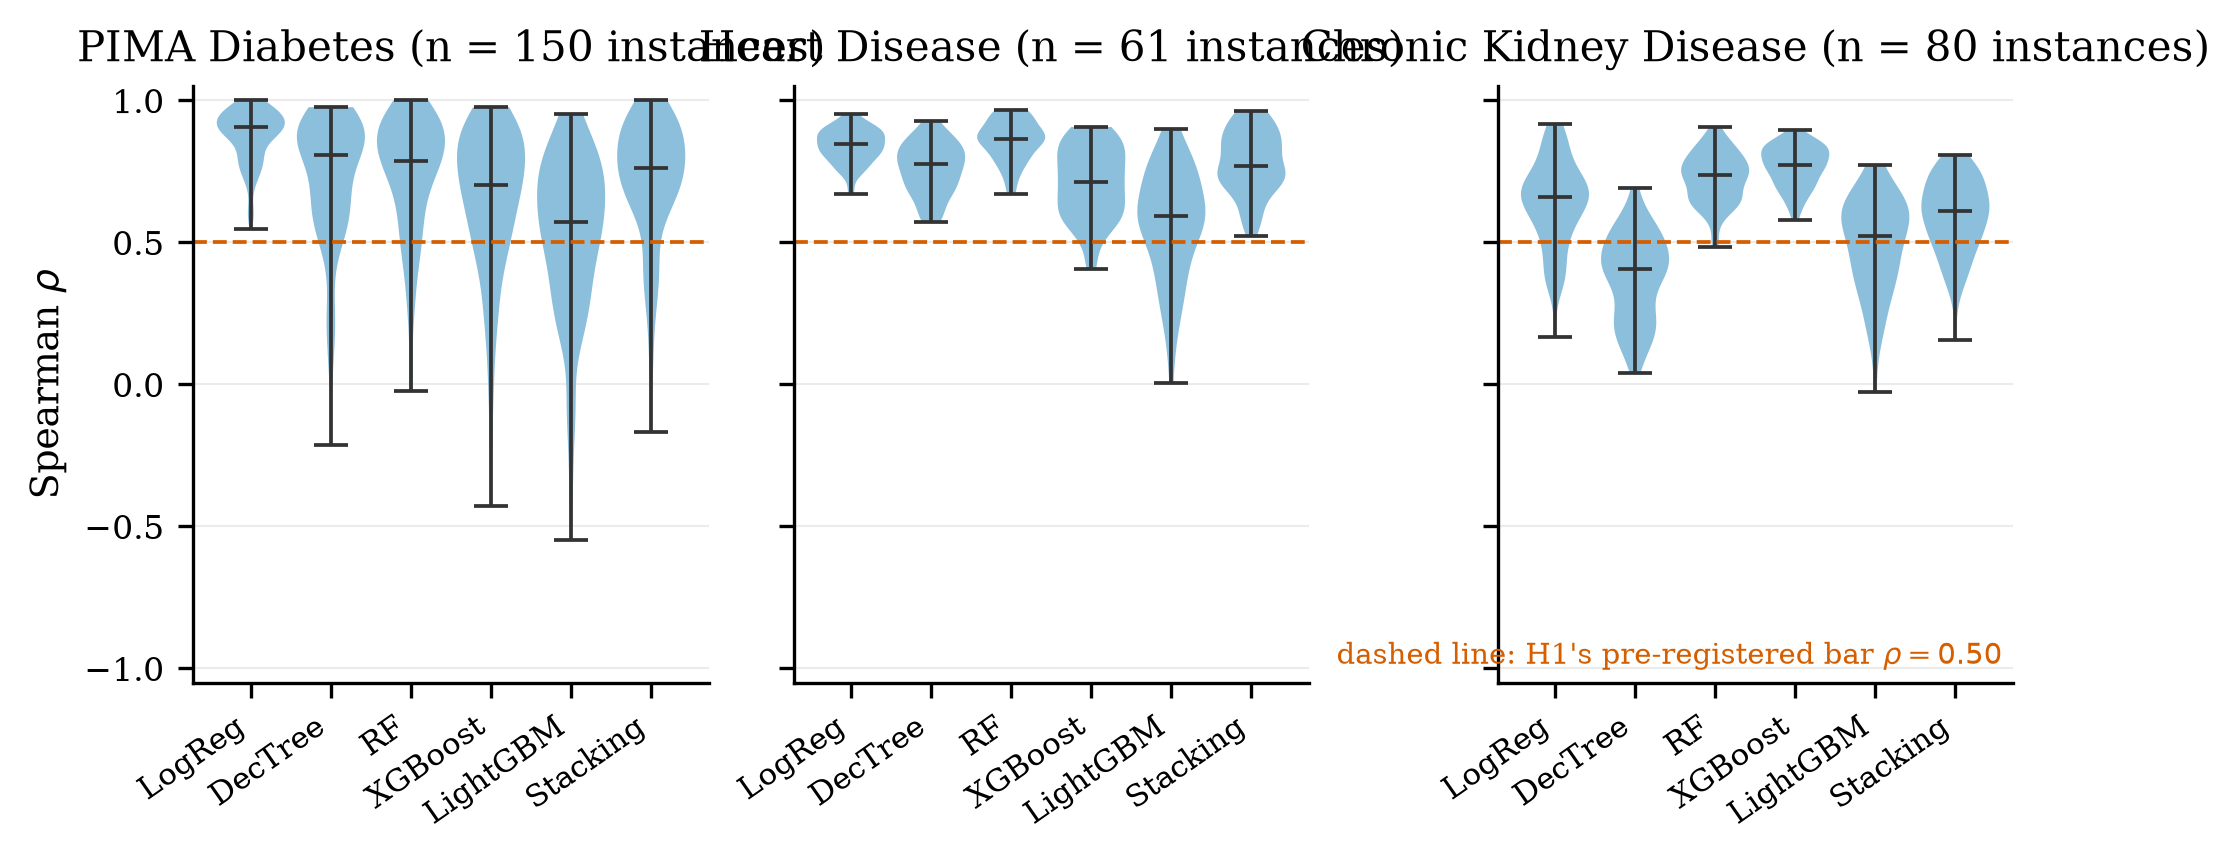 PIMA Diabetes (n = 150 instances)
Heart Disease (n = 61 instances)
Chronic Kidney Disease (n = 80 instances)
Spearman ρ
1.0
0.5
0.0
−0.5
−1.0
dashed line: H1's pre-registered bar ρ = 0.50
LogReg
DecTree
RF
XGBoost
LightGBM
Stacking
LogReg
DecTree
RF
XGBoost
LightGBM
Stacking
LogReg
DecTree
RF
XGBoost
LightGBM
Stacking